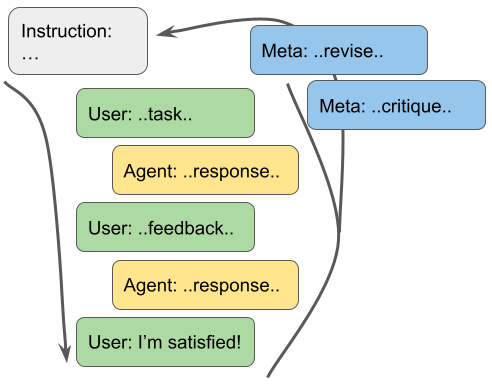 Instruction:
...
Meta: ..revise..
Meta: ..critique..
User: ..task..
Agent: ..response..
User: ..feedback..
Agent: ..response..
User: I’m satisfied!